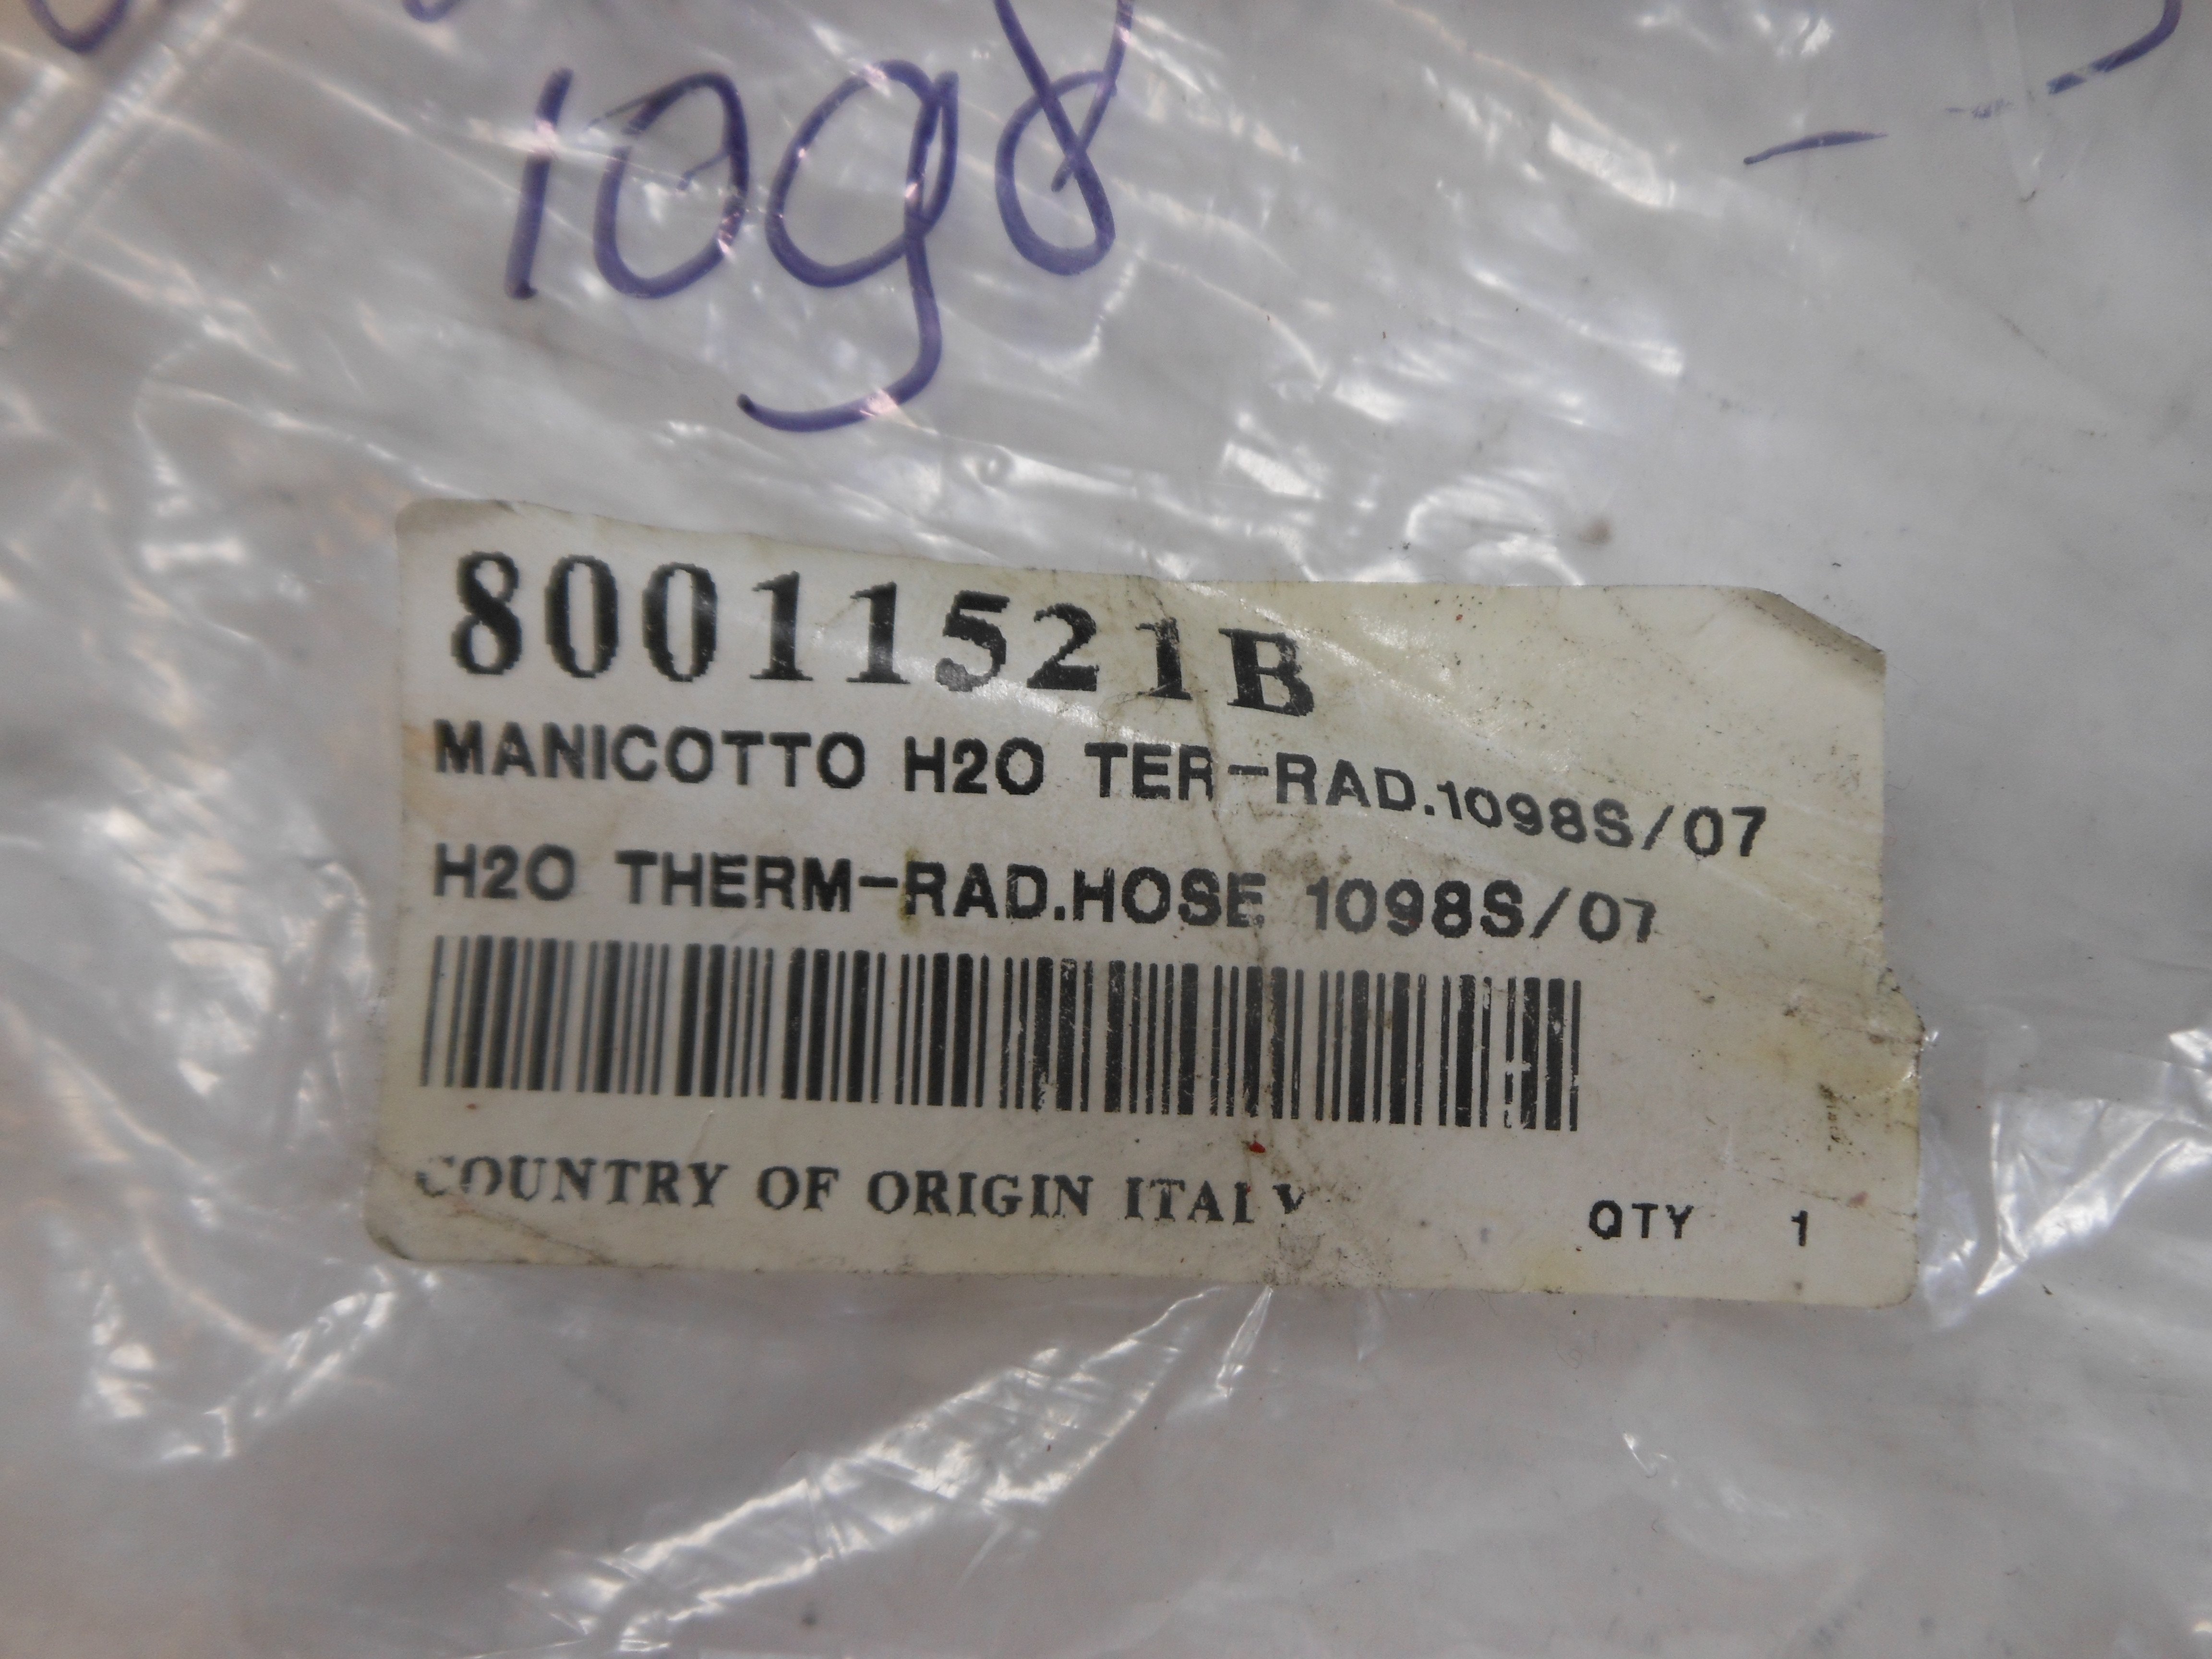 1098
80011521B
MANICOTTO H2O TER-RAD.1098S/07
H2O THERM-RAD.HOSE 1098S/07
COUNTRY OF ORIGIN ITALY
QTY 1